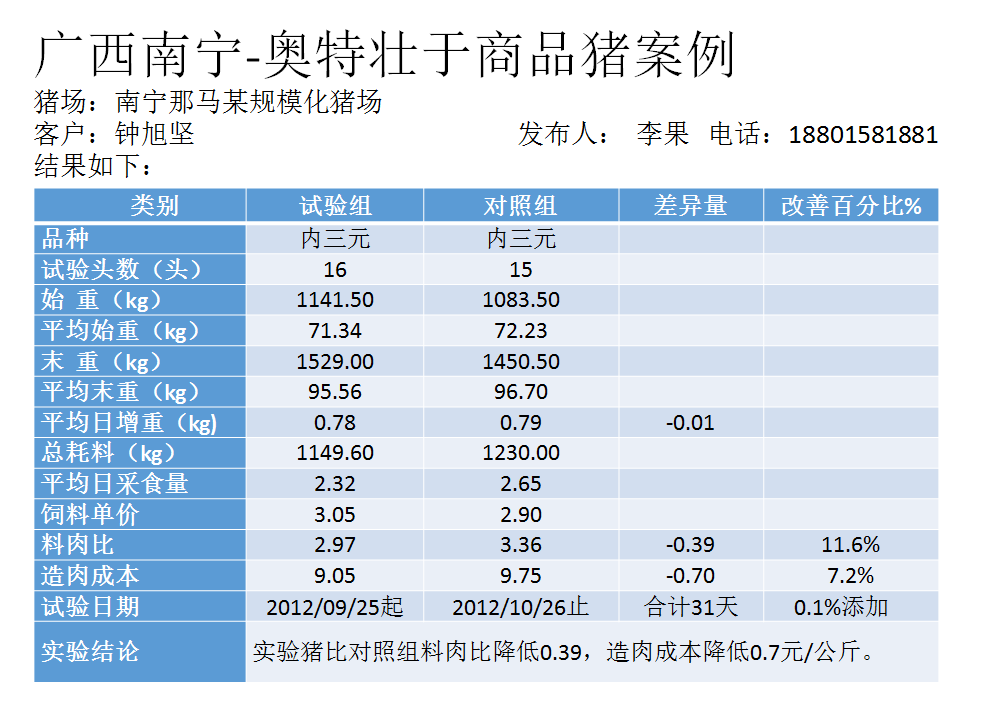 广西南宁-奥特壮于商品猪案例
猪场：南宁那马某规模化猪场
客户：钟旭坚 发布人： 李果 电话：18801581881
结果如下：
类别 试验组 对照组 差异量 改善百分比%
品种 内三元 内三元
试验头数（头） 16 15
始 重（kg） 1141.50 1083.50
平均始重（kg） 71.34 72.23
末 重（kg） 1529.00 1450.50
平均末重（kg） 95.56 96.70
平均日增重（kg) 0.78 0.79 -0.01
总耗料（kg） 1149.60 1230.00
平均日采食量 2.32 2.65
饲料单价 3.05 2.90
料肉比 2.97 3.36 -0.39 11.6%
造肉成本 9.05 9.75 -0.70 7.2%
试验日期 2012/09/25起 2012/10/26止 合计31天 0.1%添加
实验结论 实验猪比对照组料肉比降低0.39，造肉成本降低0.7元/公斤。